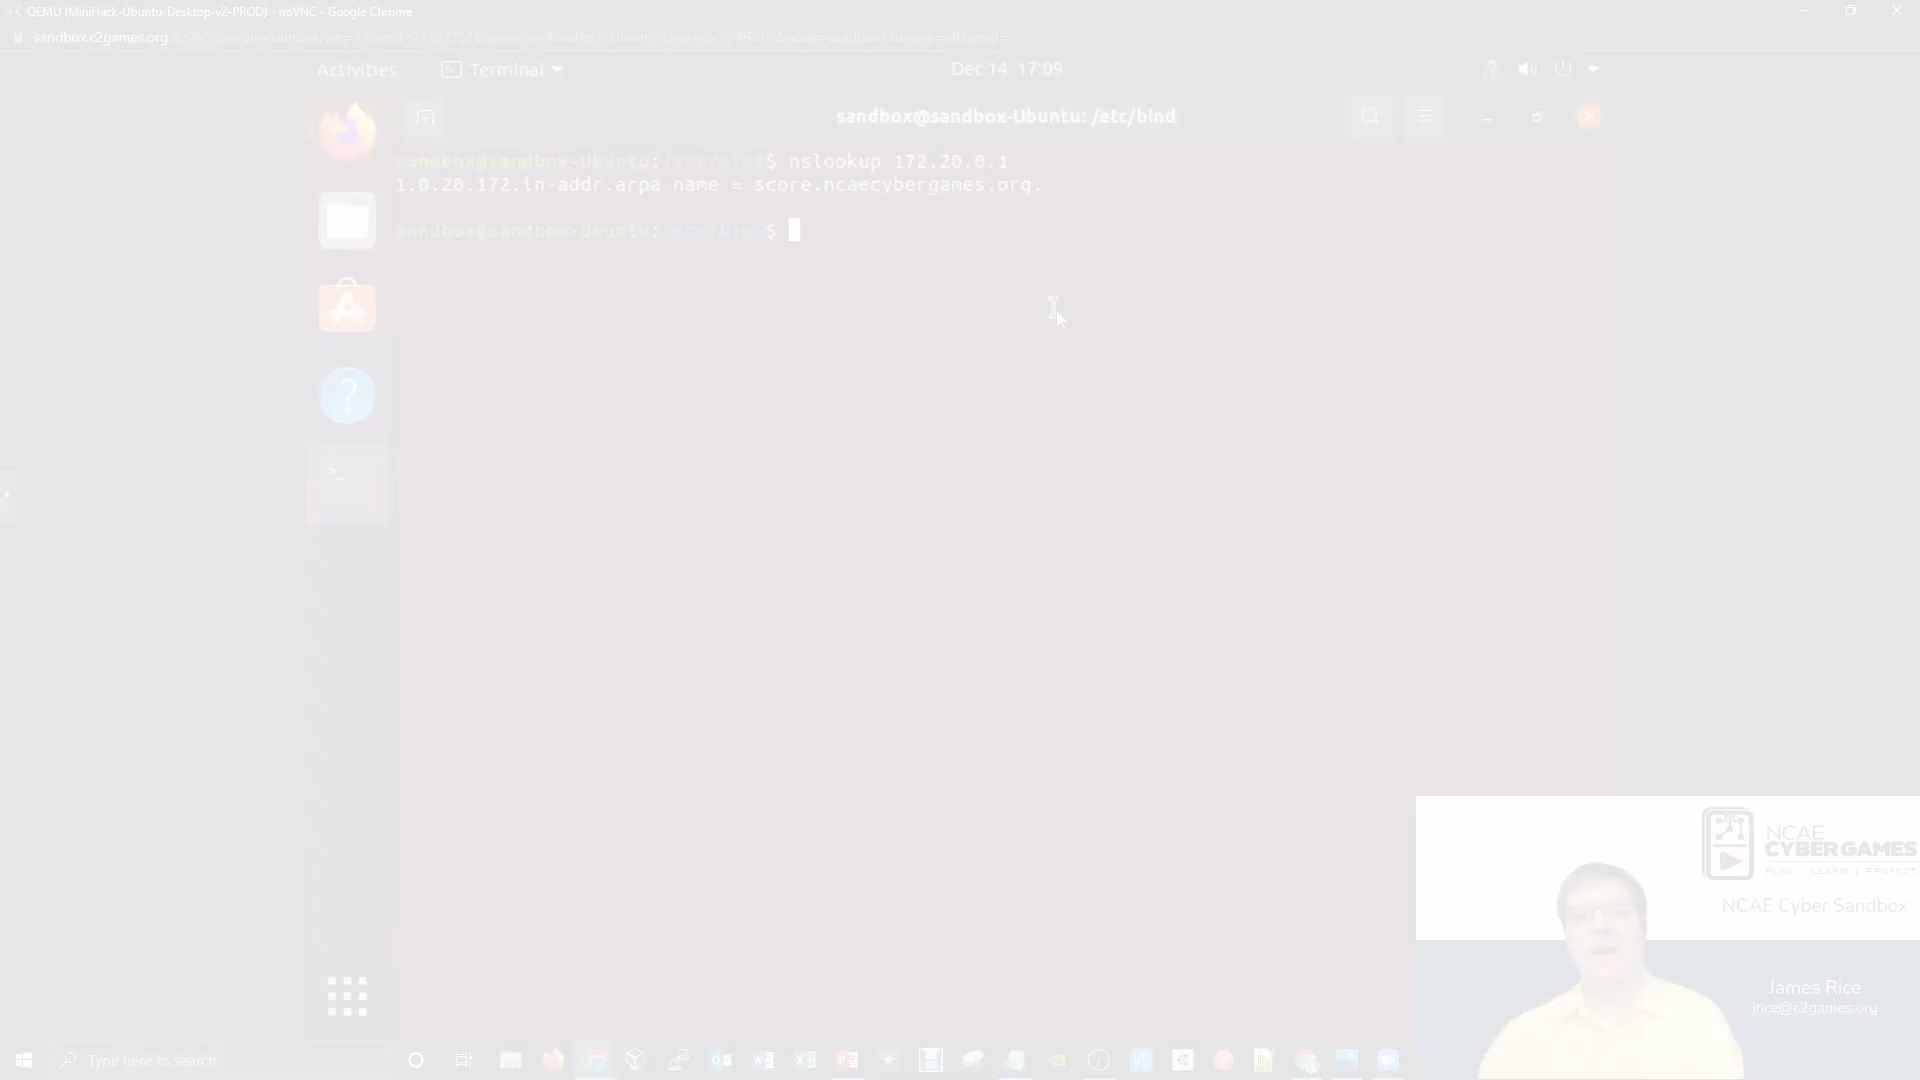 QEMU (MiniHack-Ubuntu-Desktop-v2-PROD) - noVNC - Google Chrome
sandbox.c2games.org
Activities
Terminal
Dec 14 17:09
sandbox@sandbox-Ubuntu: /etc/bind
sandbox@sandbox-Ubuntu:/etc/bind$ nslookup 172.20.0.1
1.0.20.172.in-addr.arpa name = score.ncaecybergames.org.
sandbox@sandbox-Ubuntu:/etc/bind$
NCAE
CYBERGAMES
PLAY | LEARN | PROTECT
NCAE Cyber Sandbox
James Rice
jrice@c2games.org
Type here to search